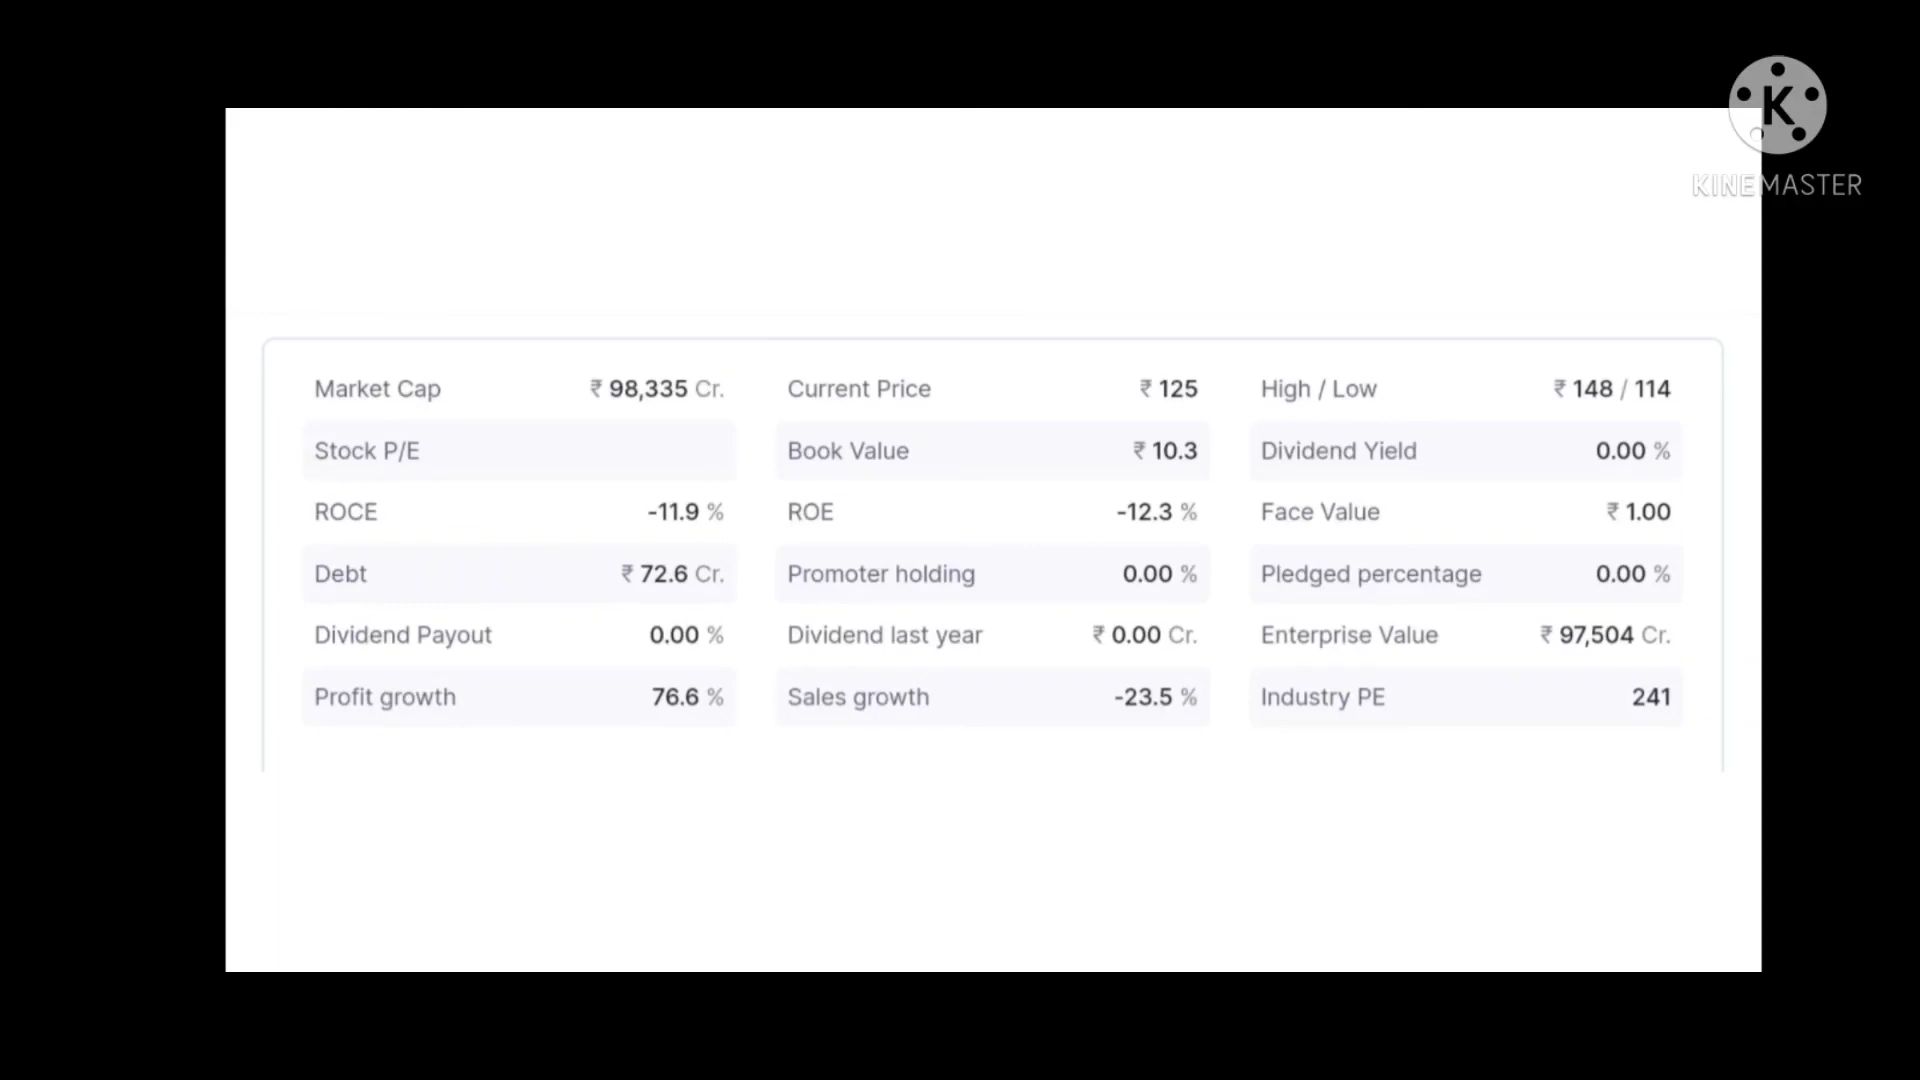 K
KINEMASTER
Market Cap ₹ 98,335 Cr. Current Price ₹ 125 High / Low ₹ 148 / 114
Stock P/E Book Value ₹ 10.3 Dividend Yield 0.00 %
ROCE -11.9 % ROE -12.3 % Face Value ₹ 1.00
Debt ₹ 72.6 Cr. Promoter holding 0.00 % Pledged percentage 0.00 %
Dividend Payout 0.00 % Dividend last year ₹ 0.00 Cr. Enterprise Value ₹ 97,504 Cr.
Profit growth 76.6 % Sales growth -23.5 % Industry PE 241